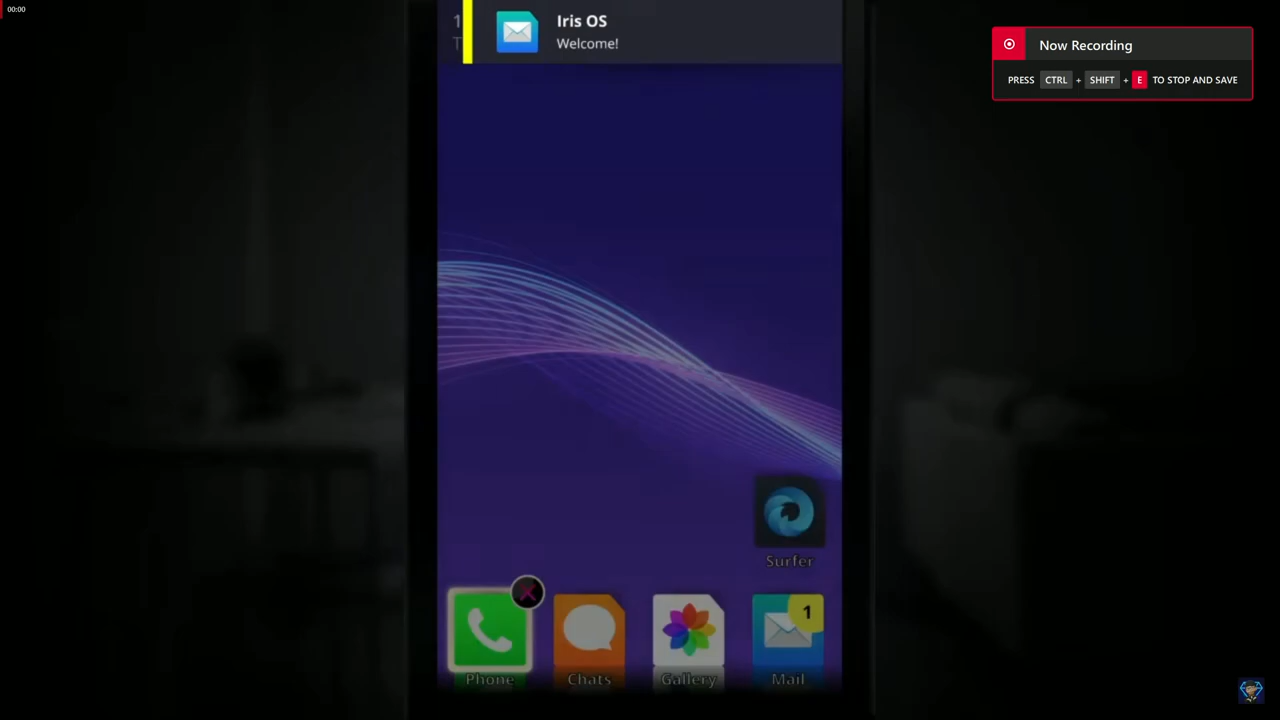 00:00
1
T
Iris OS
Welcome!
Now Recording
PRESS CTRL + SHIFT + E TO STOP AND SAVE
Surfer
1
Phone
Chats
Gallery
Mail